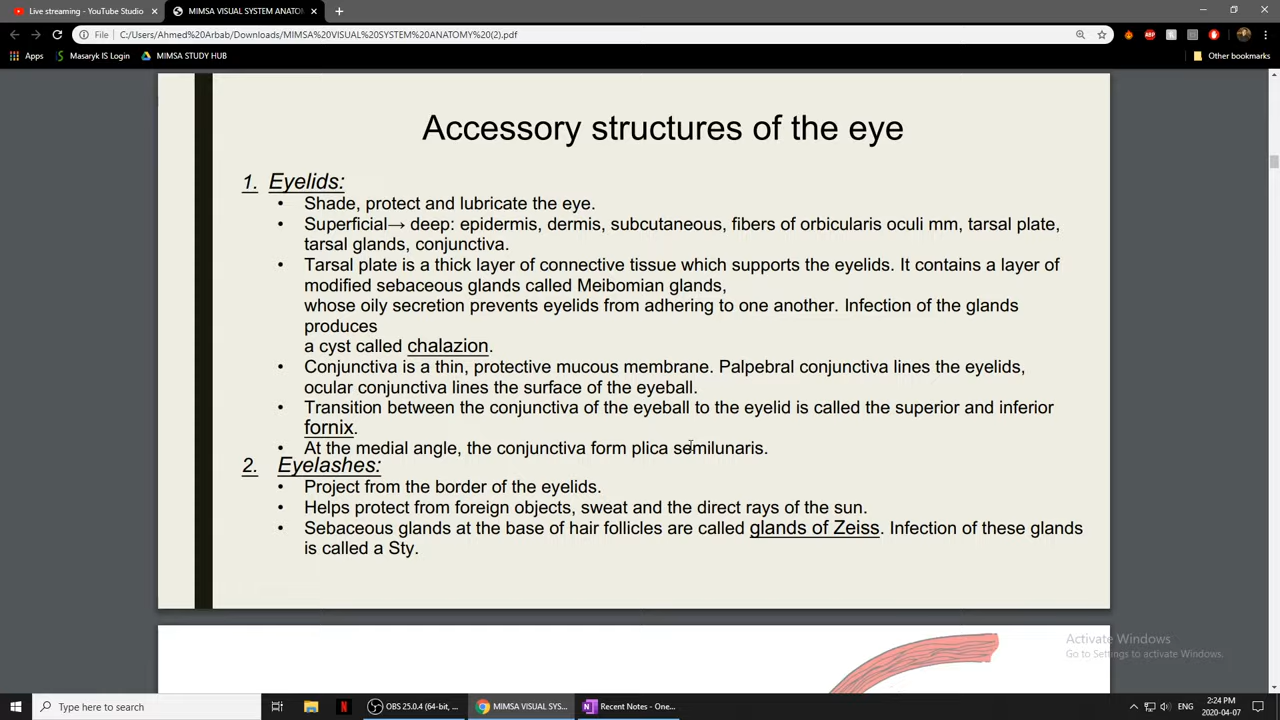 Live streaming - YouTube Studio
MIMSA VISUAL SYSTEM ANATOM
File
C:/Users/Ahmed%20Arbab/Downloads/MIMSA%20VISUAL%20SYSTEM%20ANATOMY%20(2).pdf
ABP
Apps
Masaryk IS Login
MIMSA STUDY HUB
Other bookmarks
Accessory structures of the eye
1. Eyelids:
• Shade, protect and lubricate the eye.
• Superficial→ deep: epidermis, dermis, subcutaneous, fibers of orbicularis oculi mm, tarsal plate,
tarsal glands, conjunctiva.
• Tarsal plate is a thick layer of connective tissue which supports the eyelids. It contains a layer of
modified sebaceous glands called Meibomian glands,
whose oily secretion prevents eyelids from adhering to one another. Infection of the glands
produces
a cyst called chalazion.
• Conjunctiva is a thin, protective mucous membrane. Palpebral conjunctiva lines the eyelids,
ocular conjunctiva lines the surface of the eyeball.
• Transition between the conjunctiva of the eyeball to the eyelid is called the superior and inferior
fornix.
• At the medial angle, the conjunctiva form plica semilunaris.
2. Eyelashes:
• Project from the border of the eyelids.
• Helps protect from foreign objects, sweat and the direct rays of the sun.
• Sebaceous glands at the base of hair follicles are called glands of Zeiss. Infection of these glands
is called a Sty.
Activate Windows
Go to Settings to activate Windows.
Type here to search
OBS 25.0.4 (64-bit, ...
MIMSA VISUAL SYS...
Recent Notes - One...
ENG
2:24 PM
2020-04-07